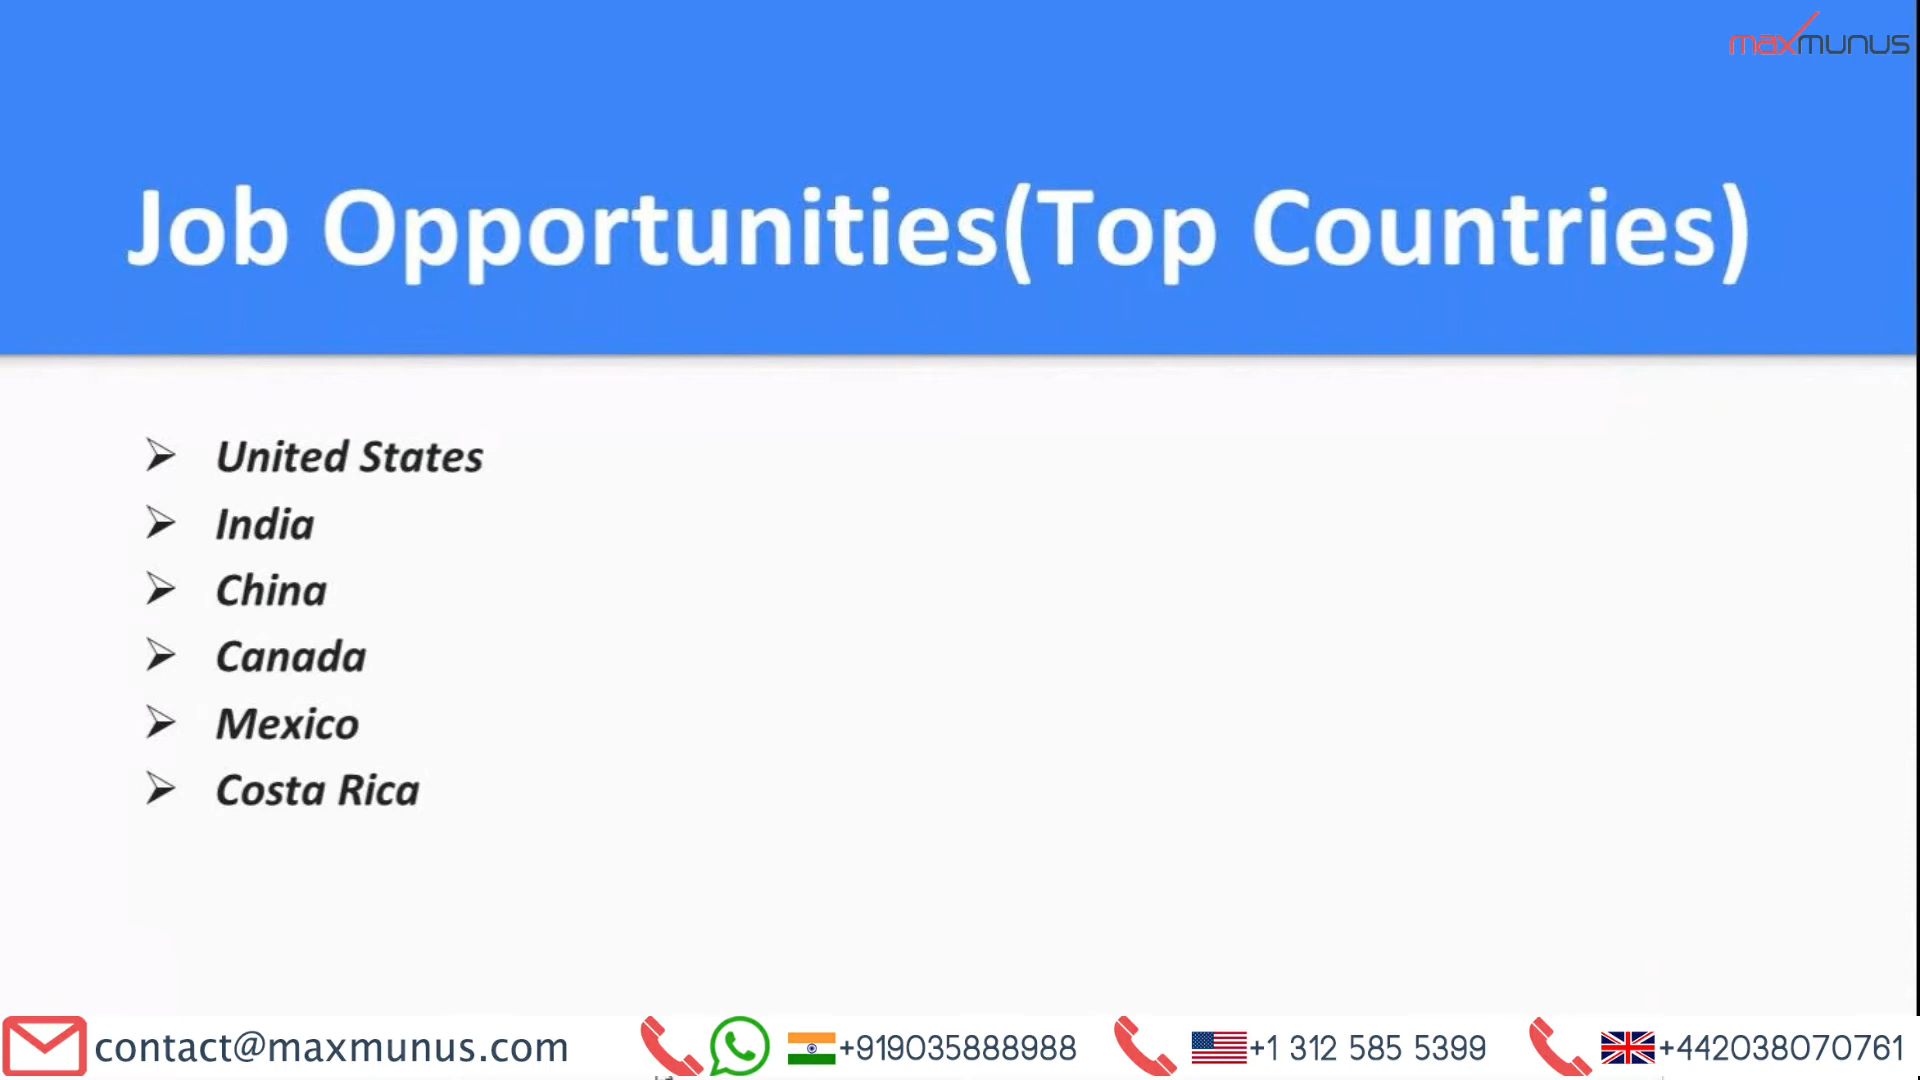 maxmunus
Job Opportunities(Top Countries)
United States
India
China
Canada
Mexico
Costa Rica
contact@maxmunus.com +919035888988 +1 312 585 5399 +442038070761